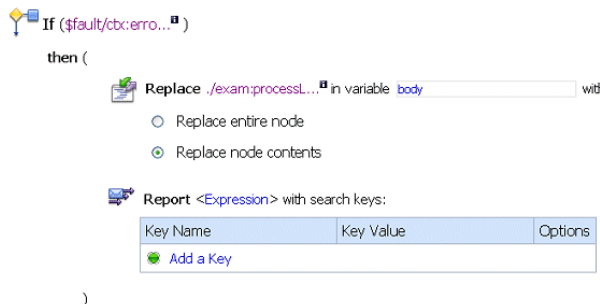 If ($fault/ctx:erro... )
then (
Replace ./exam:processL... in variable body wit
Replace entire node
Replace node contents
Report <Expression> with search keys:
Key Name Key Value Options
Add a Key
)